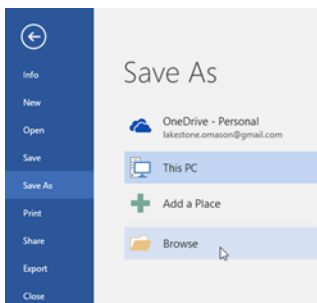 Info
New
Open
Save
Save As
Print
Share
Export
Close
Save As
OneDrive - Personal
lakestone.omason@gmail.com
This PC
Add a Place
Browse